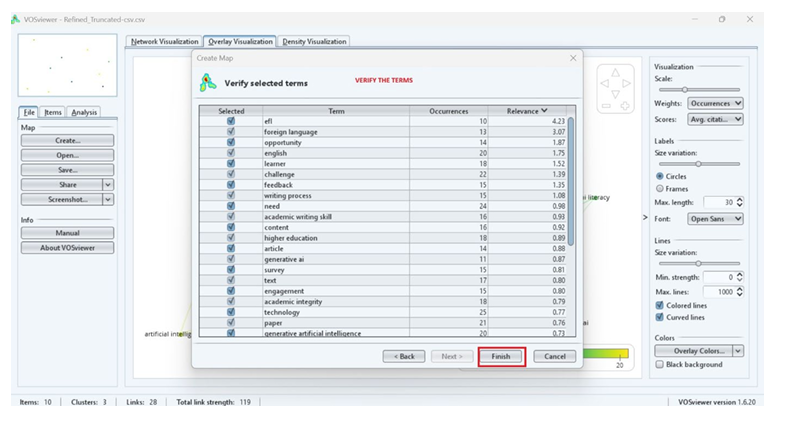 VOSviewer - Refined_Truncated-csv.csv
Network Visualization Overlay Visualization Density Visualization
File Items Analysis
Map
Create...
Open...
Save...
Share
Screenshot...
Info
Manual
About VOSviewer
Create Map
Verify selected terms VERIFY THE TERMS
Selected Term Occurrences Relevance
efl 10 4.23
foreign language 13 3.07
opportunity 14 1.87
english 20 1.75
learner 18 1.52
challenge 22 1.39
feedback 15 1.35
writing process 15 1.08
need 24 0.98
academic writing skill 16 0.93
content 16 0.92
higher education 18 0.89
article 14 0.88
generative ai 11 0.87
survey 15 0.81
text 17 0.80
engagement 15 0.80
academic integrity 18 0.79
technology 25 0.77
paper 21 0.76
generative artificial intelligence 20 0.73
< Back Next > Finish Cancel
literacy
artificial intellig
ai
20
Visualization
Scale:
Weights: Occurrences
Scores: Avg. citati...
Labels
Size variation:
Circles
Frames
Max. length: 30
Font: Open Sans
Lines
Size variation:
Min. strength: 0
Max. lines: 1000
Colored lines
Curved lines
Colors
Overlay Colors...
Black background
Items: 10 Clusters: 3 Links: 28 Total link strength: 119 VOSviewer version 1.6.20